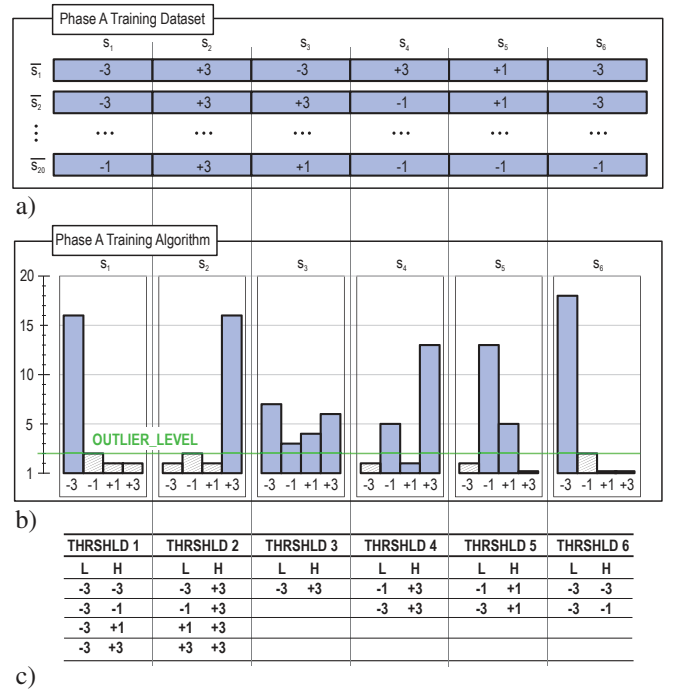 Phase A Training Dataset
s1 s2 s3 s4 s5 s6
s1 -3 +3 -3 +3 +1 -3
s2 -3 +3 +3 -1 +1 -3
... ... ... ... ... ...
s20 -1 +3 +1 -1 -1 -1
a)
Phase A Training Algorithm
s1 s2 s3 s4 s5 s6
20
15
10
5
1
OUTLIER_LEVEL
-3 -1 +1 +3 -3 -1 +1 +3 -3 -1 +1 +3 -3 -1 +1 +3 -3 -1 +1 +3 -3 -1 +1 +3
b)
THRSHLD 1 THRSHLD 2 THRSHLD 3 THRSHLD 4 THRSHLD 5 THRSHLD 6
L H L H L H L H L H L H
-3 -3 -3 +3 -3 +3 -1 +3 -1 +1 -3 -3
-3 -1 -1 +3 -3 +3 -3 +1 -3 -1
-3 +1 +1 +3
-3 +3 +3 +3
c)